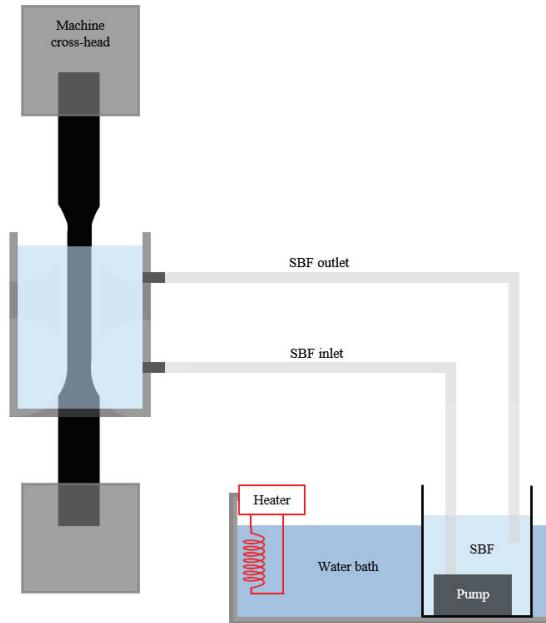 Machine
cross-head
SBF outlet
SBF inlet
Heater
SBF
Water bath
Pump